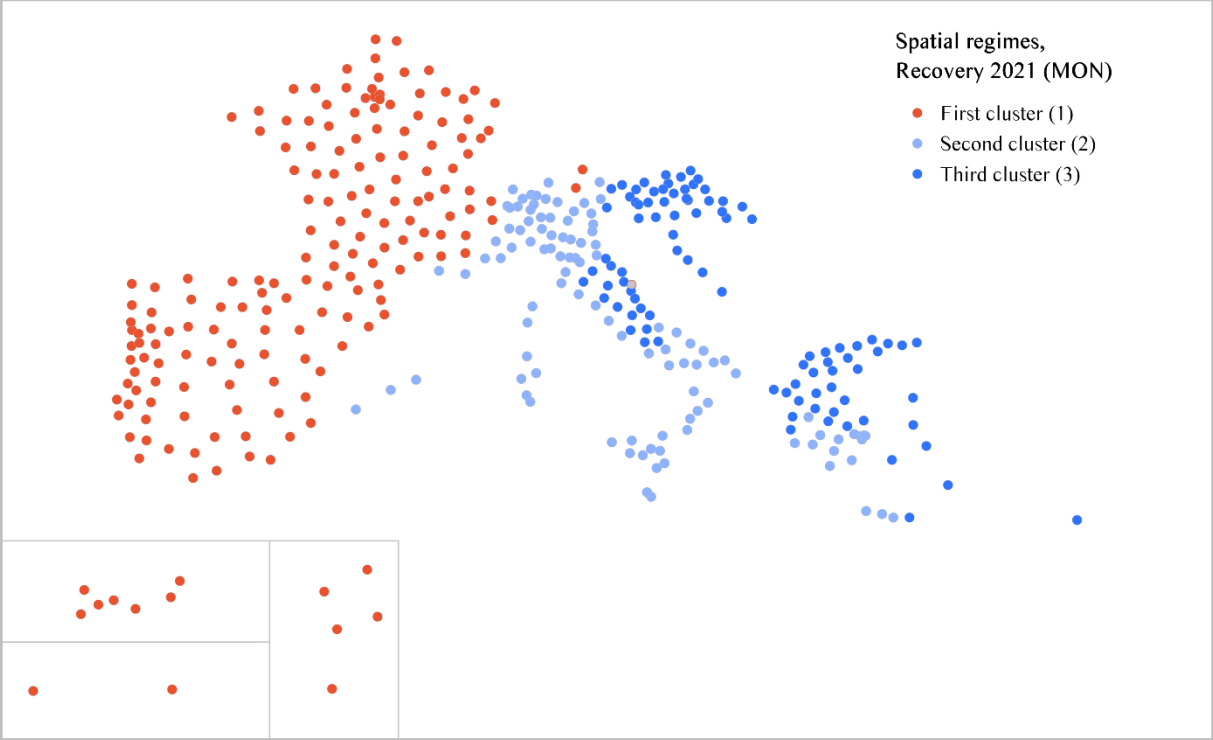 Spatial regimes,
Recovery 2021 (MON)
First cluster (1)
Second cluster (2)
Third cluster (3)